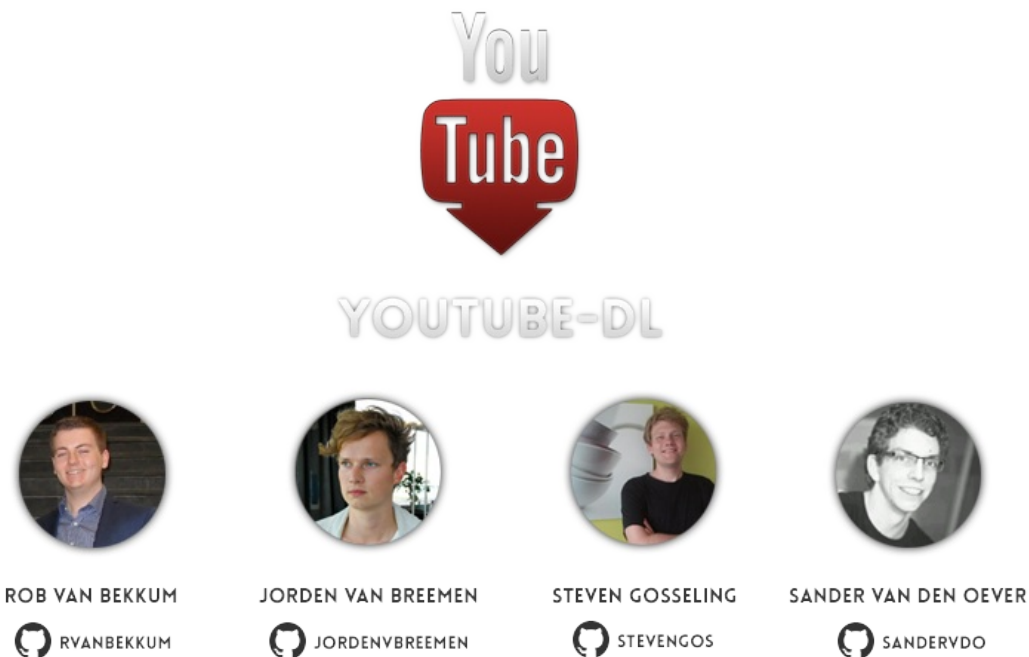 You
Tube
YOUTUBE-DL
ROB VAN BEKKUM
JORDEN VAN BREEMEN
STEVEN GOSSELING
SANDER VAN DEN OEVER
RVANBEKKUM
JORDENVBREEMEN
STEVENGOS
SANDERVDO